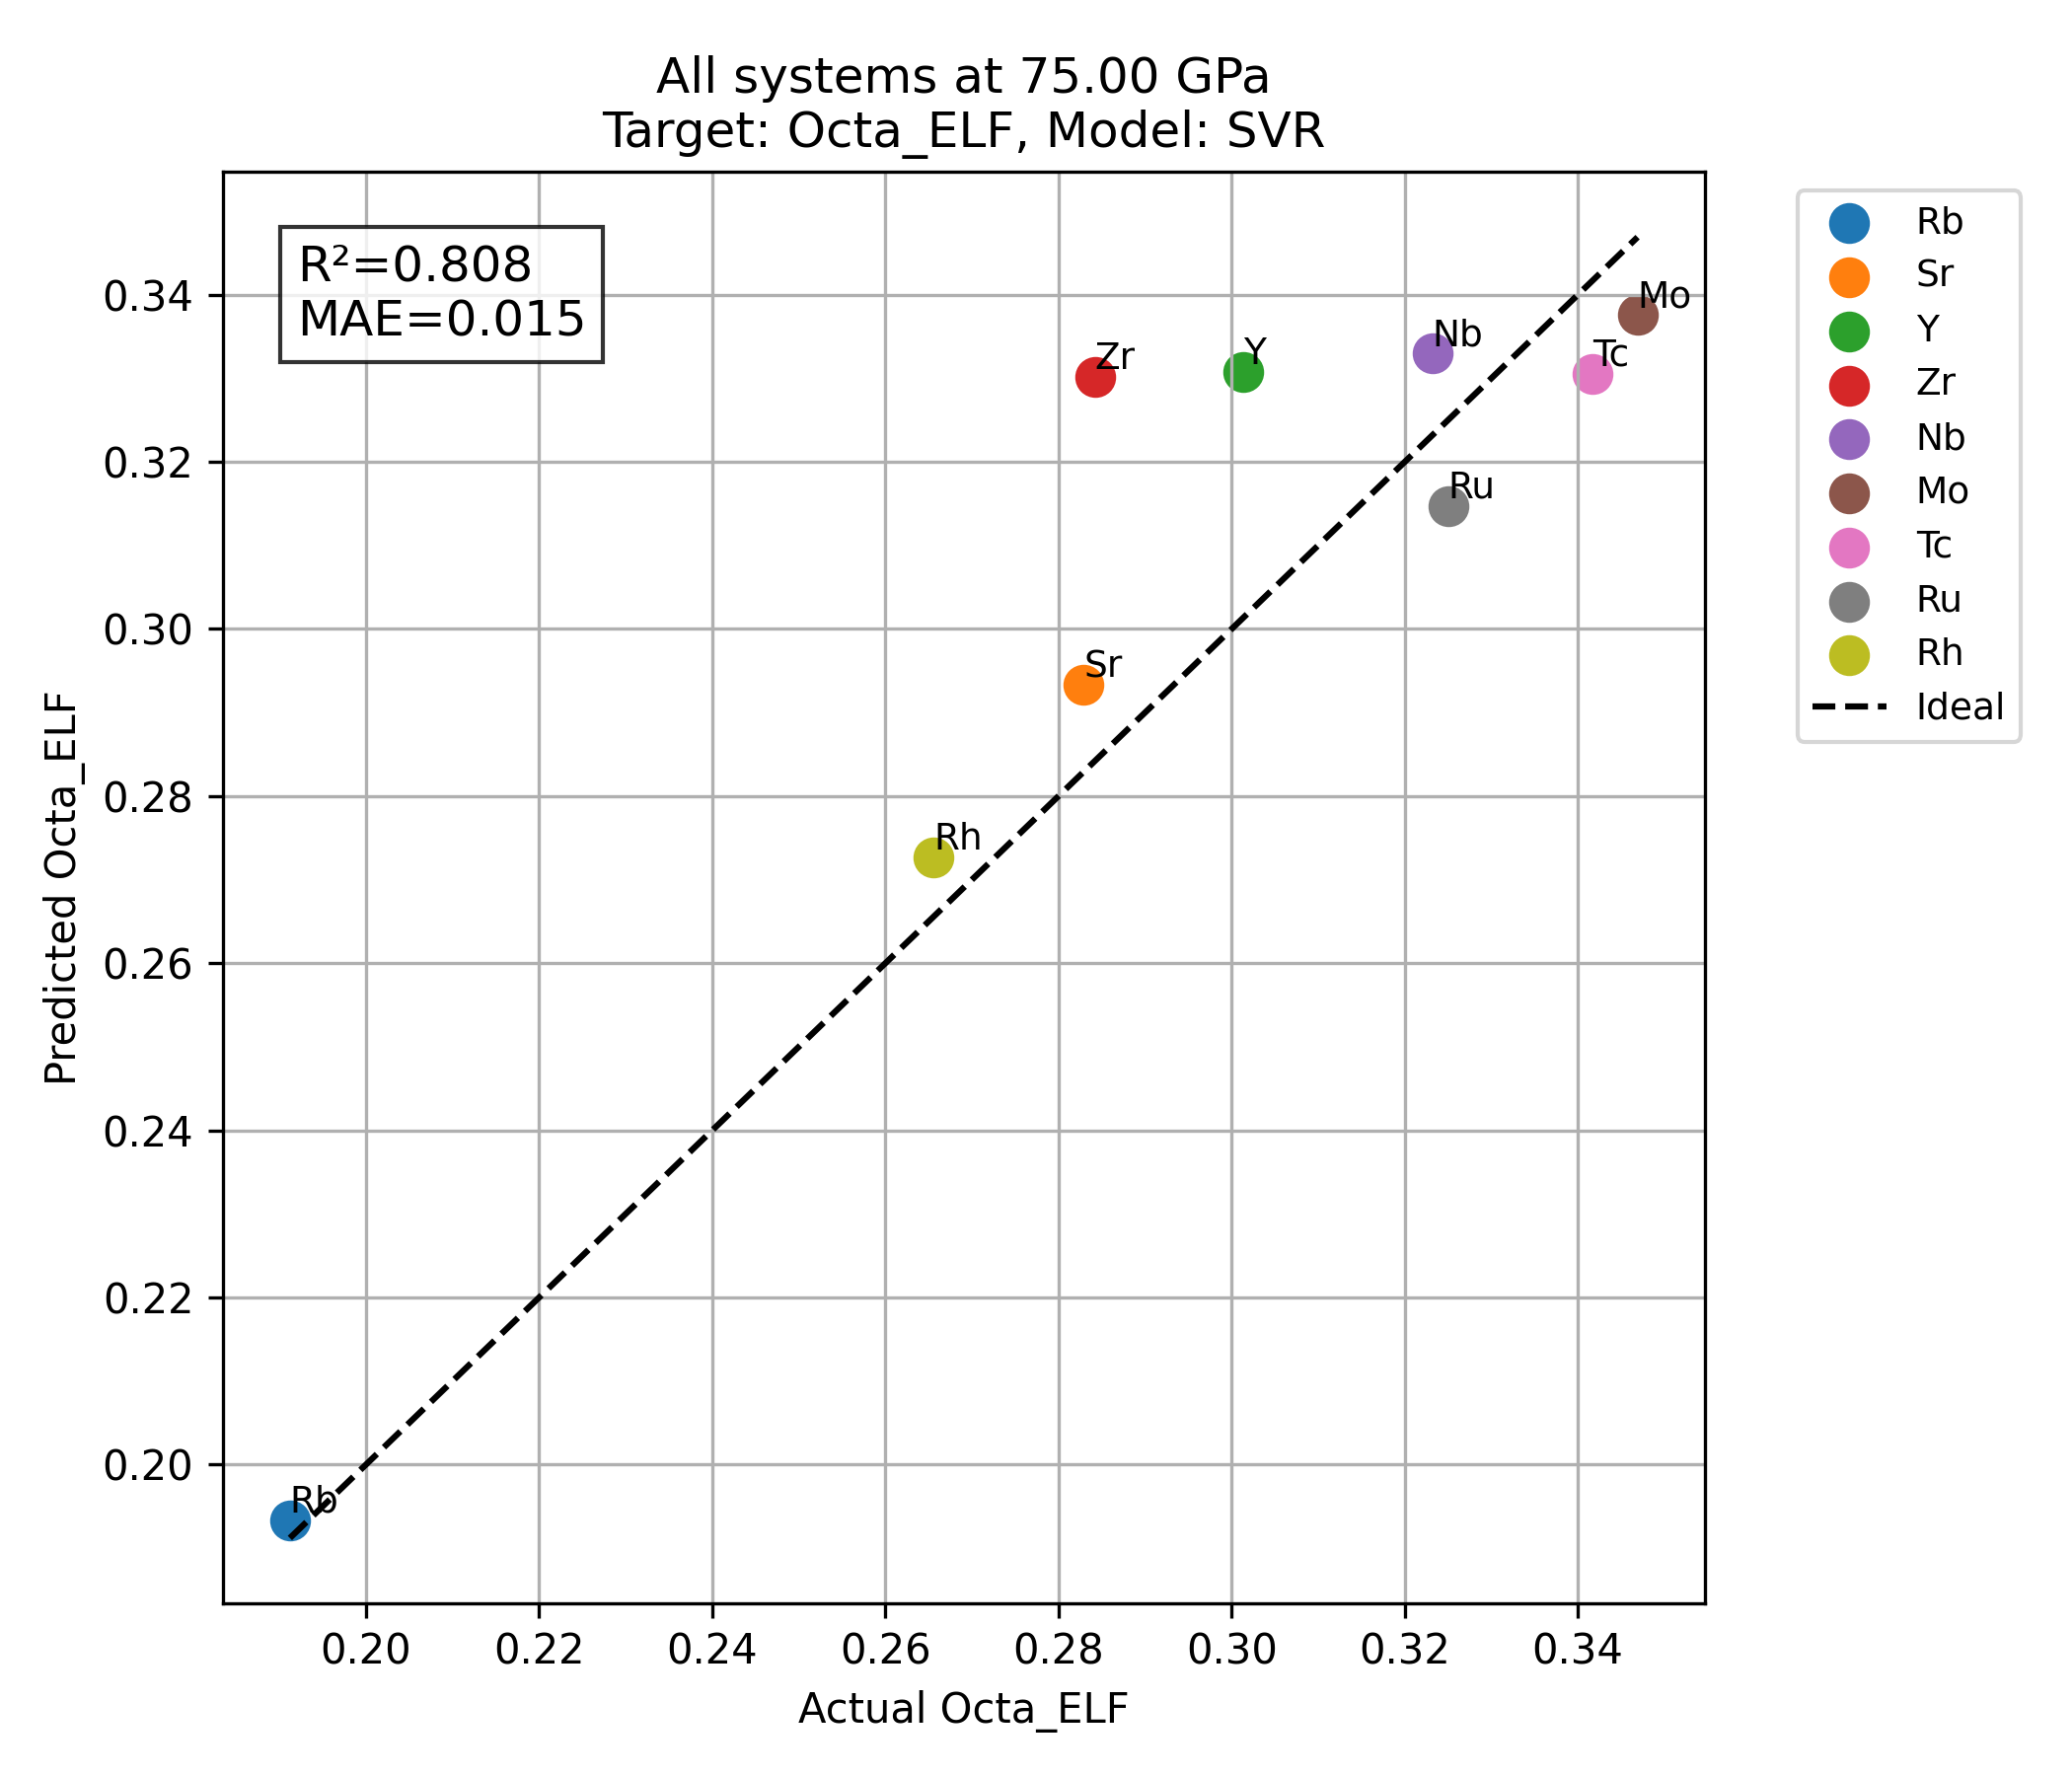 All systems at 75.00 GPa
Target: Octa_ELF, Model: SVR
R²=0.808
MAE=0.015
Predicted Octa_ELF
0.34
0.32
0.30
0.28
0.26
0.24
0.22
0.20
Zr
Y
Nb
Mo
Tc
Ru
Sr
Rh
Rb
0.20 0.22 0.24 0.26 0.28 0.30 0.32 0.34
Actual Octa_ELF
Rb
Sr
Y
Zr
Nb
Mo
Tc
Ru
Rh
Ideal